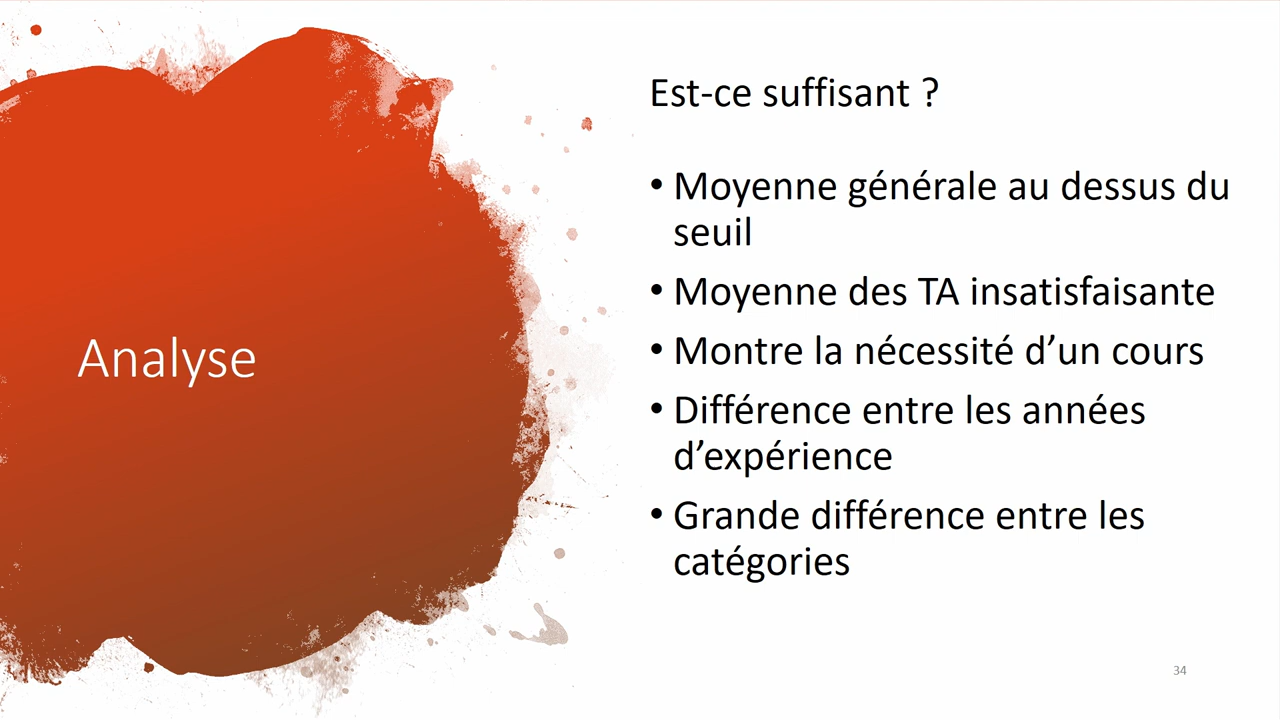 Analyse
Est-ce suffisant ?
• Moyenne générale au dessus du
seuil
• Moyenne des TA insatisfaisante
• Montre la nécessité d’un cours
• Différence entre les années
d’expérience
• Grande différence entre les
catégories
34